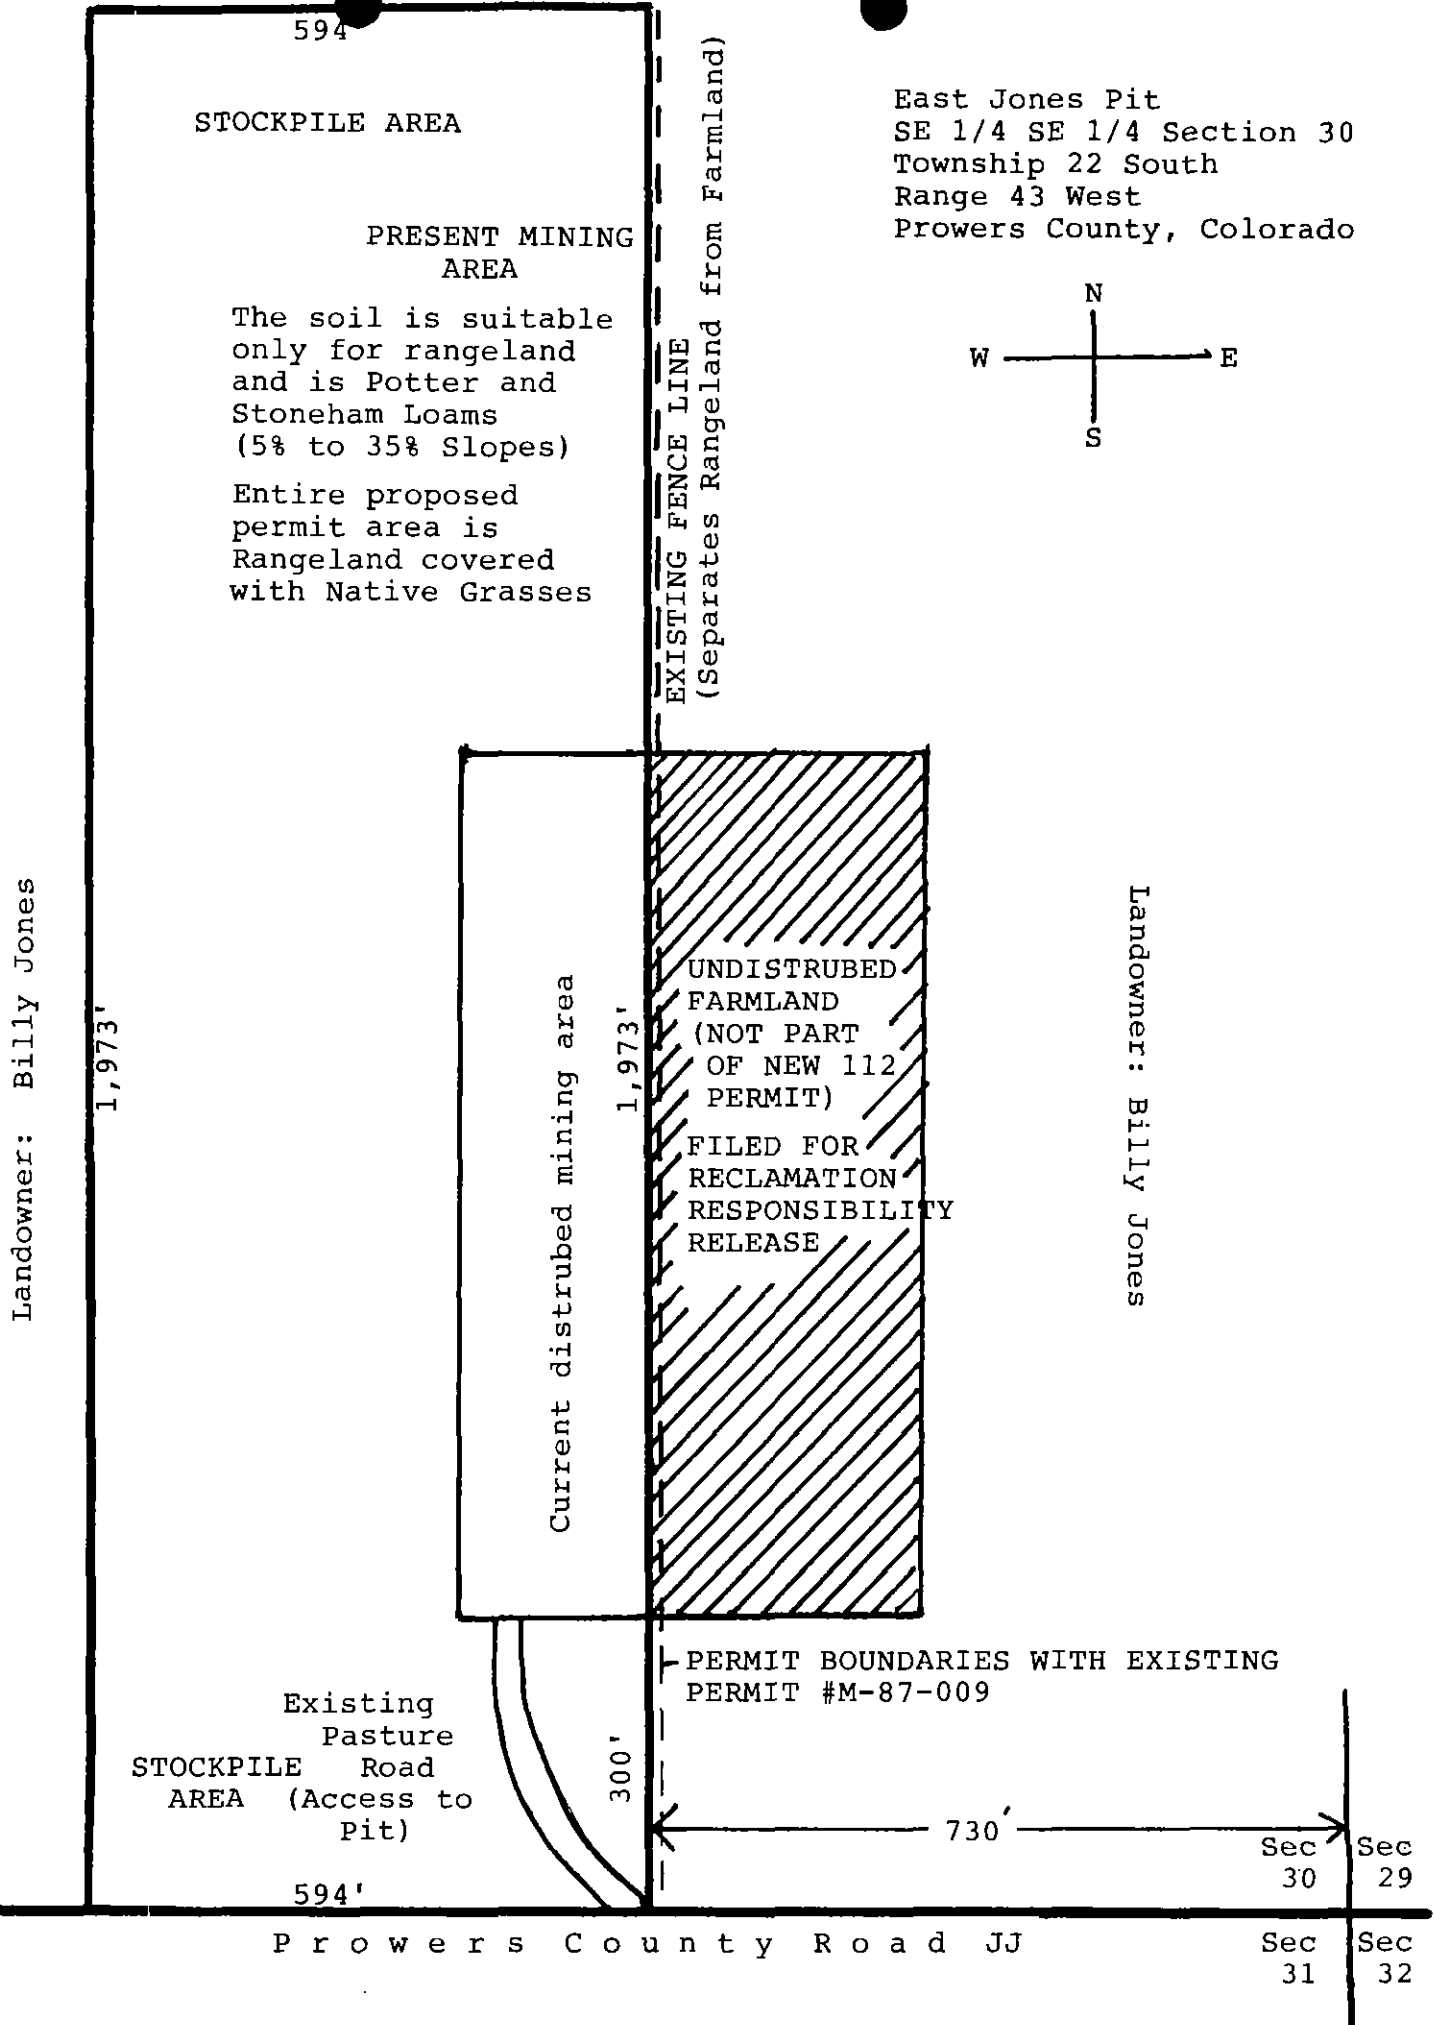 594
STOCKPILE AREA
East Jones Pit
SE 1/4 SE 1/4 Section 30
Township 22 South
Range 43 West
Prowers County, Colorado
N
W
E
S
PRESENT MINING
AREA
The soil is suitable
only for rangeland
and is Potter and
Stoneham Loams
(5% to 35% Slopes)
Entire proposed
permit area is
Rangeland covered
with Native Grasses
EXISTING FENCE LINE
(Separates Rangeland from Farmland)
Landowner: Billy Jones
1,973'
Current distrubed mining area
1,973'
UNDISTRUBED
FARMLAND
(NOT PART
OF NEW 112
PERMIT)
FILED FOR
RECLAMATION
RESPONSIBILITY
RELEASE
Landowner: Billy Jones
PERMIT BOUNDARIES WITH EXISTING
PERMIT #M-87-009
Existing
Pasture
Road
(Access to
Pit)
STOCKPILE
AREA
300'
730'
594'
Sec
30
Sec
29
Prowers County Road JJ
Sec
31
Sec
32